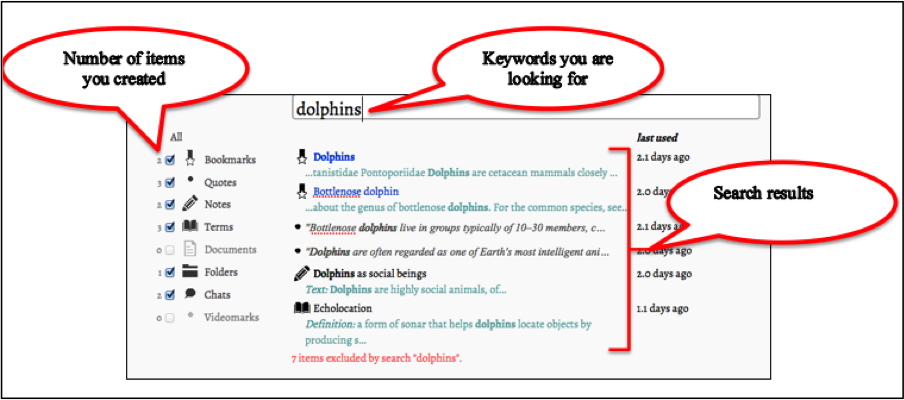 Number of items
you created
Keywords you are
looking for
dolphins
All
last used
2 Bookmarks
3 Quotes
2 Notes
3 Terms
0 Documents
1 Folders
2 Chats
0 Videomarks
Dolphins
2.1 days ago
...tanistidae Pontoporiidae Dolphins are cetacean mammals closely ...
Bottlenose dolphin
2.0 day
...about the genus of bottlenose dolphins. For the common species, see..
"Bottlenose dolphins live in groups typically of 10–30 members, c...
2.1 days a
"Dolphins are often regarded as one of Earth's most intelligent ani...
2.0 days ago
Dolphins as social beings
2.0 days ago
Text: Dolphins are highly social animals, of...
Echolocation
1.1 days ago
Definition: a form of sonar that helps dolphins locate objects by
producing s...
7 items excluded by search "dolphins".
Search results